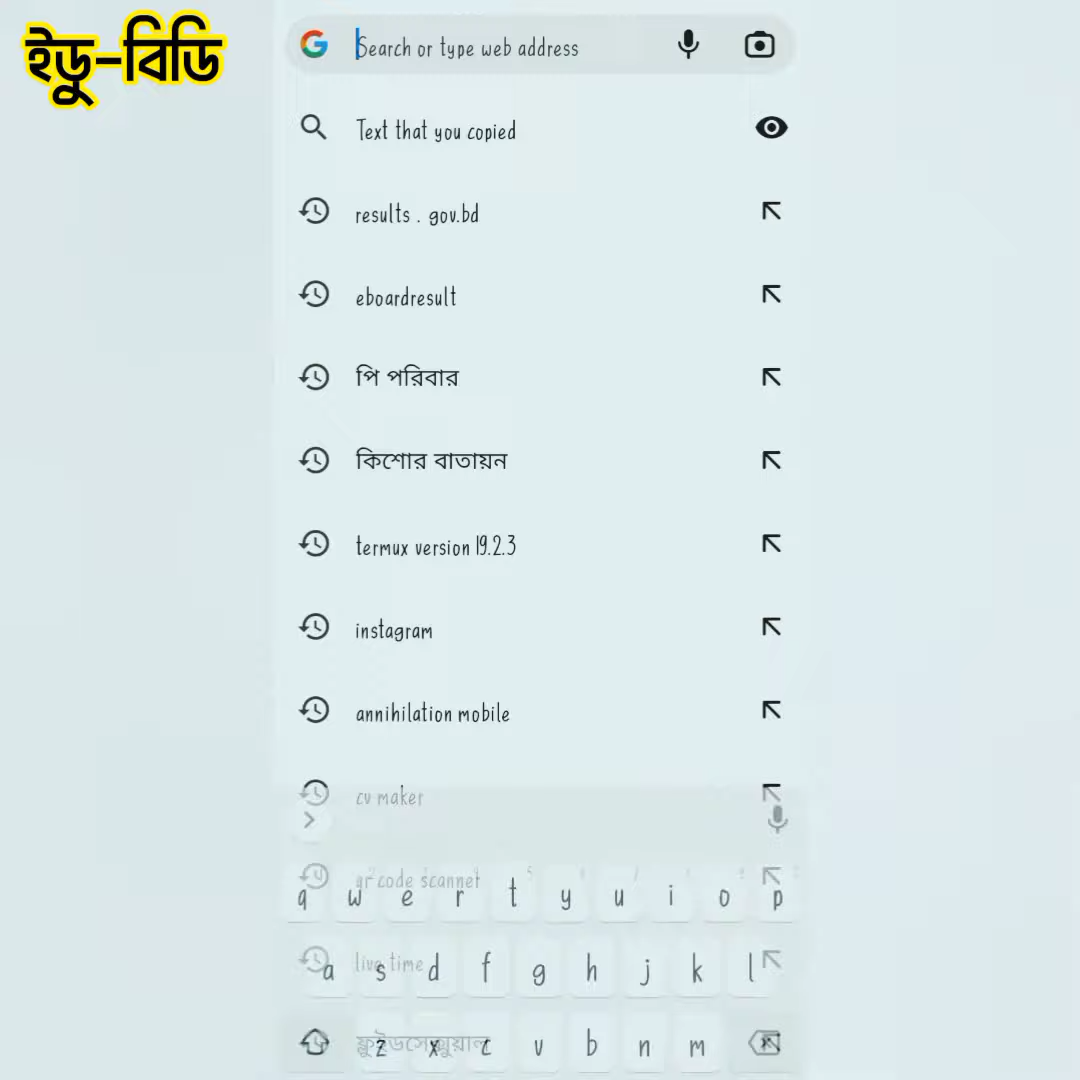 ইডু-বিডি
Search or type web address
Text that you copied
results . gov.bd
eboardresult
পি পরিবার
কিশোর বাতায়ন
termux version 19.2.3
instagram
annihilation mobile
cv maker
qr code scannet
q w e r t y u i o p
live time
a s d f g h j k l
z x c v b n m